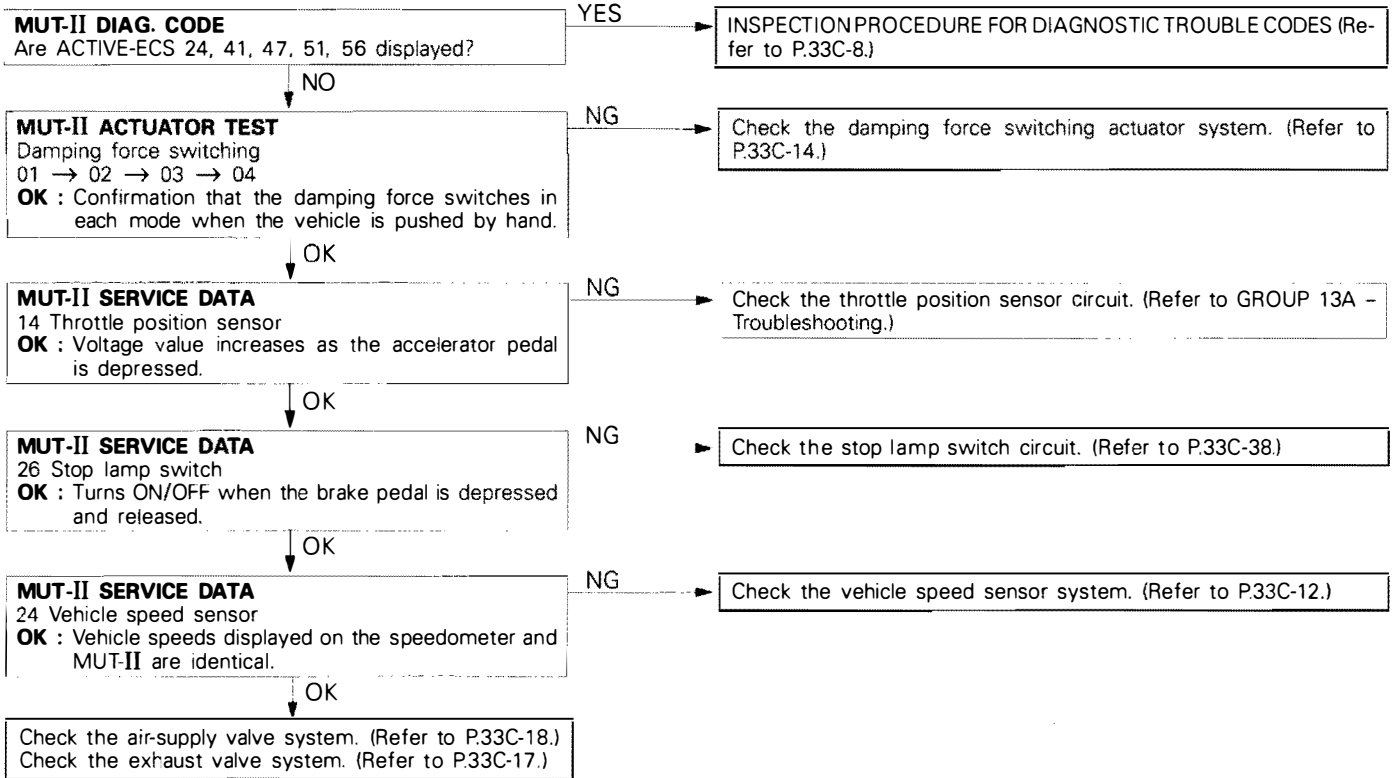 MUT-II DIAG. CODE
Are ACTIVE-ECS 24, 41, 47, 51, 56 displayed?
YES
INSPECTION PROCEDURE FOR DIAGNOSTIC TROUBLE CODES (Re-
fer to P.33C-8.)
NO
MUT-II ACTUATOR TEST
Damping force switching
01 → 02 → 03 → 04
OK : Confirmation that the damping force switches in
each mode when the vehicle is pushed by hand.
NG
Check the damping force switching actuator system. (Refer to
P.33C-14.)
OK
MUT-II SERVICE DATA
14 Throttle position sensor
OK : Voltage value increases as the accelerator pedal
is depressed.
NG
Check the throttle position sensor circuit. (Refer to GROUP 13A –
Troubleshooting.)
OK
MUT-II SERVICE DATA
26 Stop lamp switch
OK : Turns ON/OFF when the brake pedal is depressed
and released.
NG
Check the stop lamp switch circuit. (Refer to P.33C-38.)
OK
MUT-II SERVICE DATA
24 Vehicle speed sensor
OK : Vehicle speeds displayed on the speedometer and
MUT-II are identical.
NG
Check the vehicle speed sensor system. (Refer to P.33C-12.)
OK
Check the air-supply valve system. (Refer to P.33C-18.)
Check the exhaust valve system. (Refer to P.33C-17.)